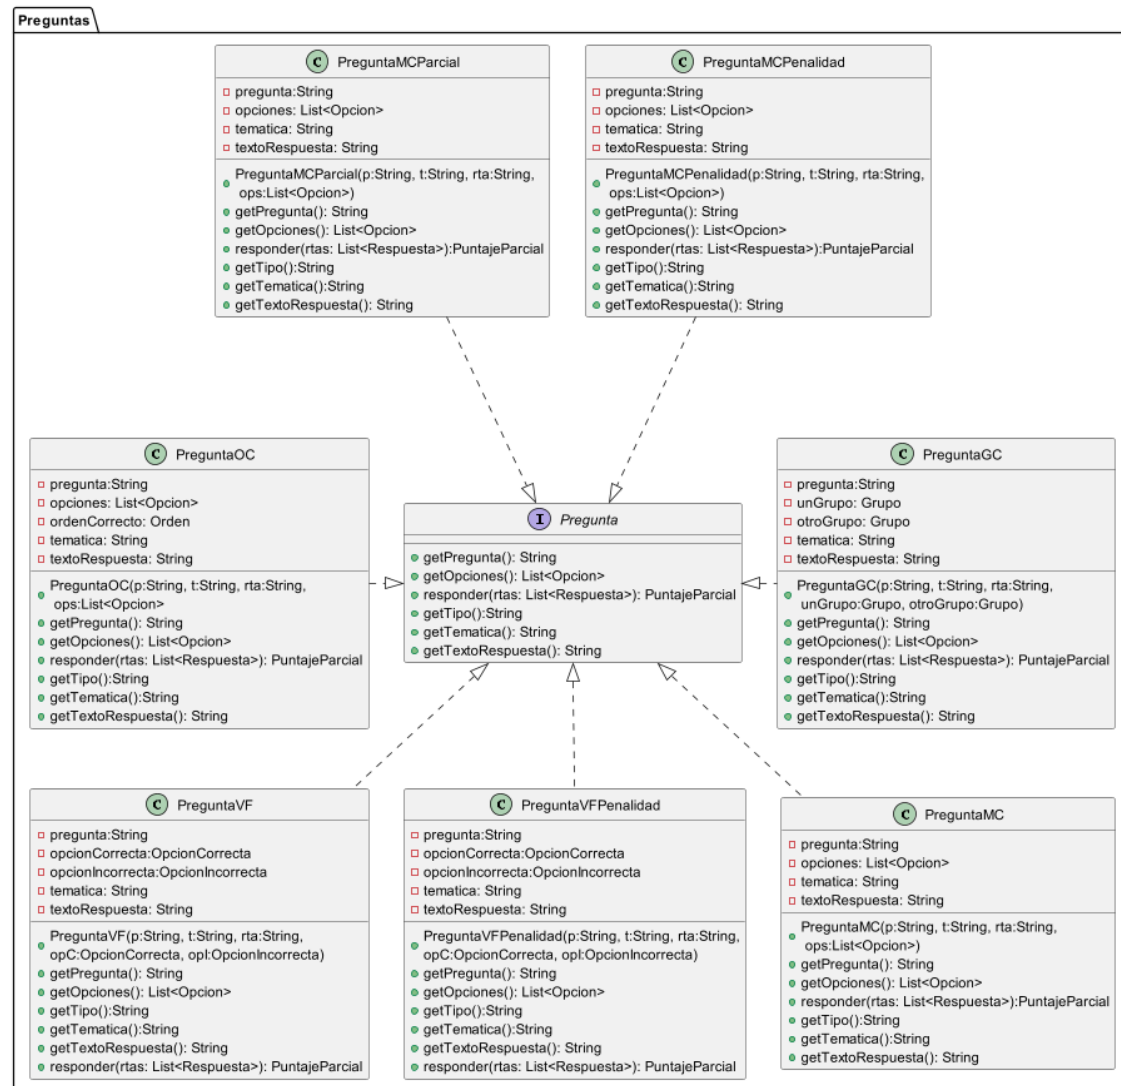 Preguntas
C PreguntaMCParcial
pregunta:String
opciones: List<Opcion>
tematica: String
textoRespuesta: String
PreguntaMCParcial(p:String, t:String, rta:String,
ops:List<Opcion>)
getPregunta(): String
getOpciones(): List<Opcion>
responder(rtas: List<Respuesta>):PuntajeParcial
getTipo():String
getTematica():String
getTextoRespuesta(): String
C PreguntaMCPenalidad
pregunta:String
opciones: List<Opcion>
tematica: String
textoRespuesta: String
PreguntaMCPenalidad(p:String, t:String, rta:String,
ops:List<Opcion>)
getPregunta(): String
getOpciones(): List<Opcion>
responder(rtas: List<Respuesta>):PuntajeParcial
getTipo():String
getTematica():String
getTextoRespuesta(): String
C PreguntaOC
pregunta:String
opciones: List<Opcion>
ordenCorrecto: Orden
tematica: String
textoRespuesta: String
PreguntaOC(p:String, t:String, rta:String,
ops:List<Opcion>
getPregunta(): String
getOpciones(): List<Opcion>
responder(rtas: List<Respuesta>): PuntajeParcial
getTipo():String
getTematica():String
getTextoRespuesta(): String
I Pregunta
getPregunta(): String
getOpciones(): List<Opcion>
responder(rtas: List<Respuesta>): PuntajeParcial
getTipo():String
getTematica(): String
getTextoRespuesta(): String
C PreguntaGC
pregunta:String
unGrupo: Grupo
otroGrupo: Grupo
tematica: String
textoRespuesta: String
PreguntaGC(p:String, t:String, rta:String,
unGrupo:Grupo, otroGrupo:Grupo)
getPregunta(): String
getOpciones(): List<Opcion>
responder(rtas: List<Respuesta>): PuntajeParcial
getTipo():String
getTematica():String
getTextoRespuesta(): String
C PreguntaVF
pregunta:String
opcionCorrecta:OpcionCorrecta
opcionIncorrecta:OpcionIncorrecta
tematica: String
textoRespuesta: String
PreguntaVF(p:String, t:String, rta:String,
opC:OpcionCorrecta, opI:OpcionIncorrecta)
getPregunta(): String
getOpciones(): List<Opcion>
getTipo():String
getTematica():String
getTextoRespuesta(): String
responder(rtas: List<Respuesta>): PuntajeParcial
C PreguntaVFPenalidad
pregunta:String
opcionCorrecta:OpcionCorrecta
opcionIncorrecta:OpcionIncorrecta
tematica: String
textoRespuesta: String
PreguntaVFPenalidad(p:String, t:String, rta:String,
opC:OpcionCorrecta, opI:OpcionIncorrecta)
getPregunta(): String
getOpciones(): List<Opcion>
getTipo():String
getTematica():String
getTextoRespuesta(): String
responder(rtas: List<Respuesta>): PuntajeParcial
C PreguntaMC
pregunta:String
opciones: List<Opcion>
tematica: String
textoRespuesta: String
PreguntaMC(p:String, t:String, rta:String,
ops:List<Opcion>)
getPregunta(): String
getOpciones(): List<Opcion>
responder(rtas: List<Respuesta>):PuntajeParcial
getTipo():String
getTematica():String
getTextoRespuesta(): String